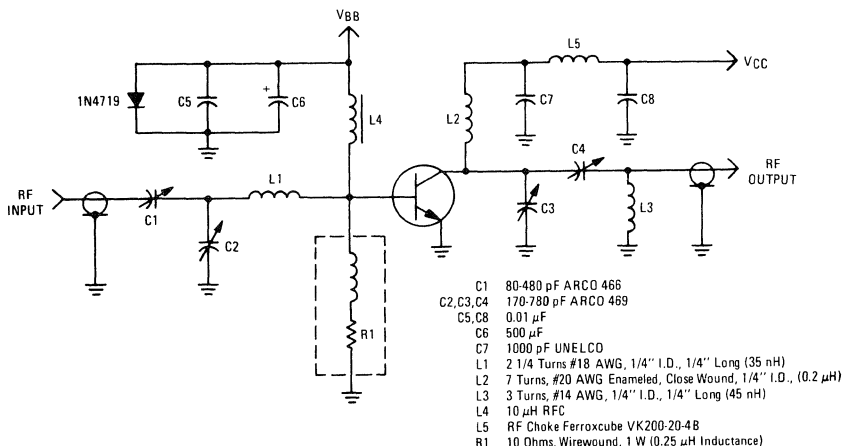 VBB
L5
VCC
1N4719
C5
+
C6
L4
L2
C7
C8
C4
RF
INPUT
C1
L1
C2
C3
L3
RF
OUTPUT
R1
C1 80-480 pF ARCO 466
C2,C3,C4 170-780 pF ARCO 469
C5,C8 0.01 μF
C6 500 μF
C7 1000 pF UNELCO
L1 2 1/4 Turns #18 AWG, 1/4" I.D., 1/4" Long (35 nH)
L2 7 Turns, #20 AWG Enameled, Close Wound, 1/4" I.D., (0.2 μH)
L3 3 Turns, #14 AWG, 1/4" I.D., 1/4" Long (45 nH)
L4 10 μH RFC
L5 RF Choke Ferroxcube VK200-20-4B
R1 10 Ohms, Wirewound, 1 W (0.25 μH Inductance)